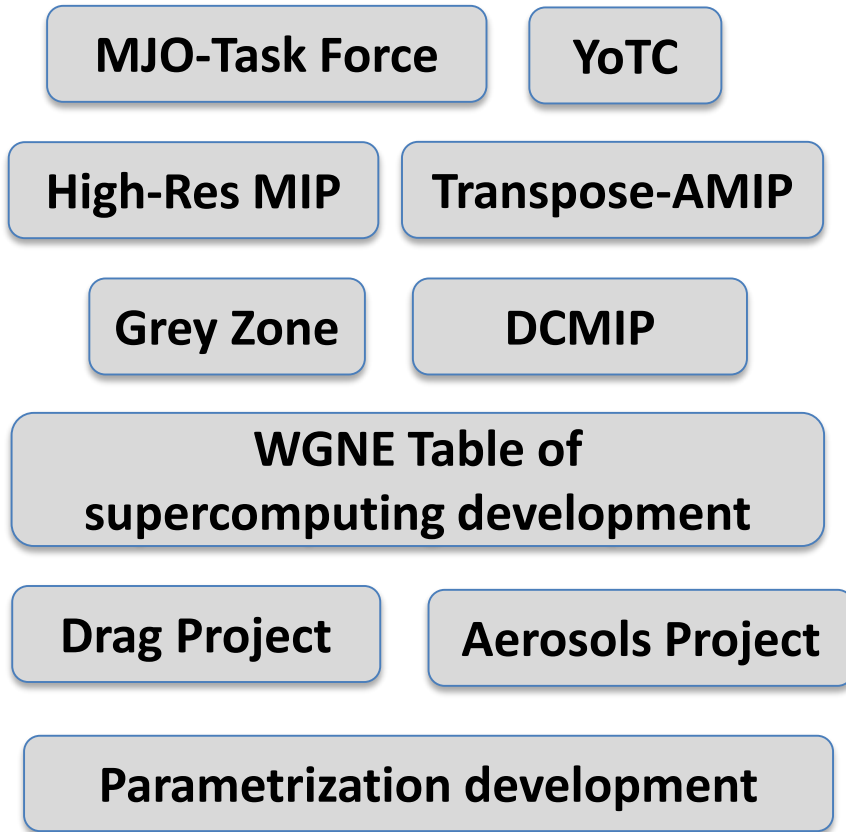 MJO-Task Force
YoTC
High-Res MIP
Transpose-AMIP
Grey Zone
DCMIP
WGNE Table of
supercomputing development
Drag Project
Aerosols Project
Parametrization development